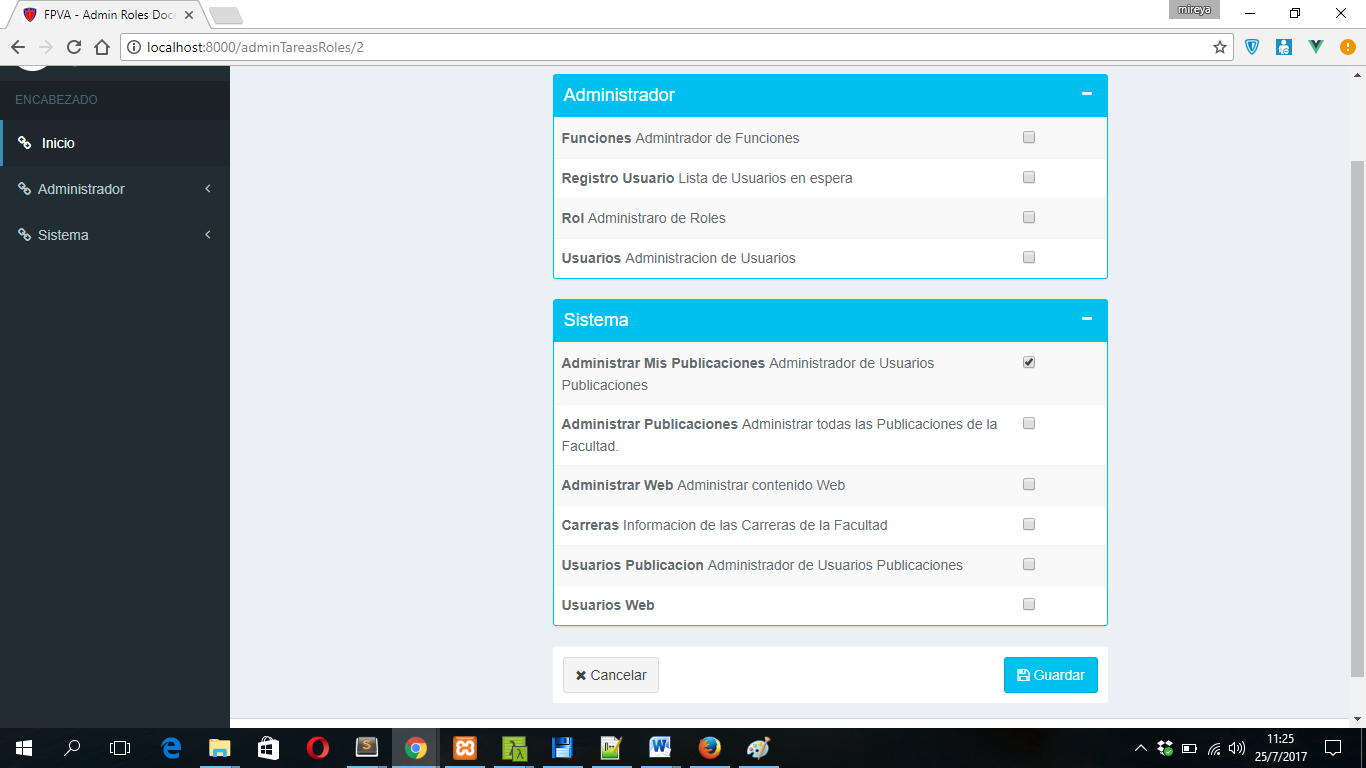 FPVA - Admin Roles Doce
mireya
localhost:8000/adminTareasRoles/2
ENCABEZADO
Inicio
Administrador
Sistema
Administrador
Funciones Admintrador de Funciones
Registro Usuario Lista de Usuarios en espera
Rol Administraro de Roles
Usuarios Administracion de Usuarios
Sistema
Administrar Mis Publicaciones Administrador de Usuarios
Publicaciones
Administrar Publicaciones Administrar todas las Publicaciones de la
Facultad.
Administrar Web Administrar contenido Web
Carreras Informacion de las Carreras de la Facultad
Usuarios Publicacion Administrador de Usuarios Publicaciones
Usuarios Web
Cancelar
Guardar
11:25
25/7/2017